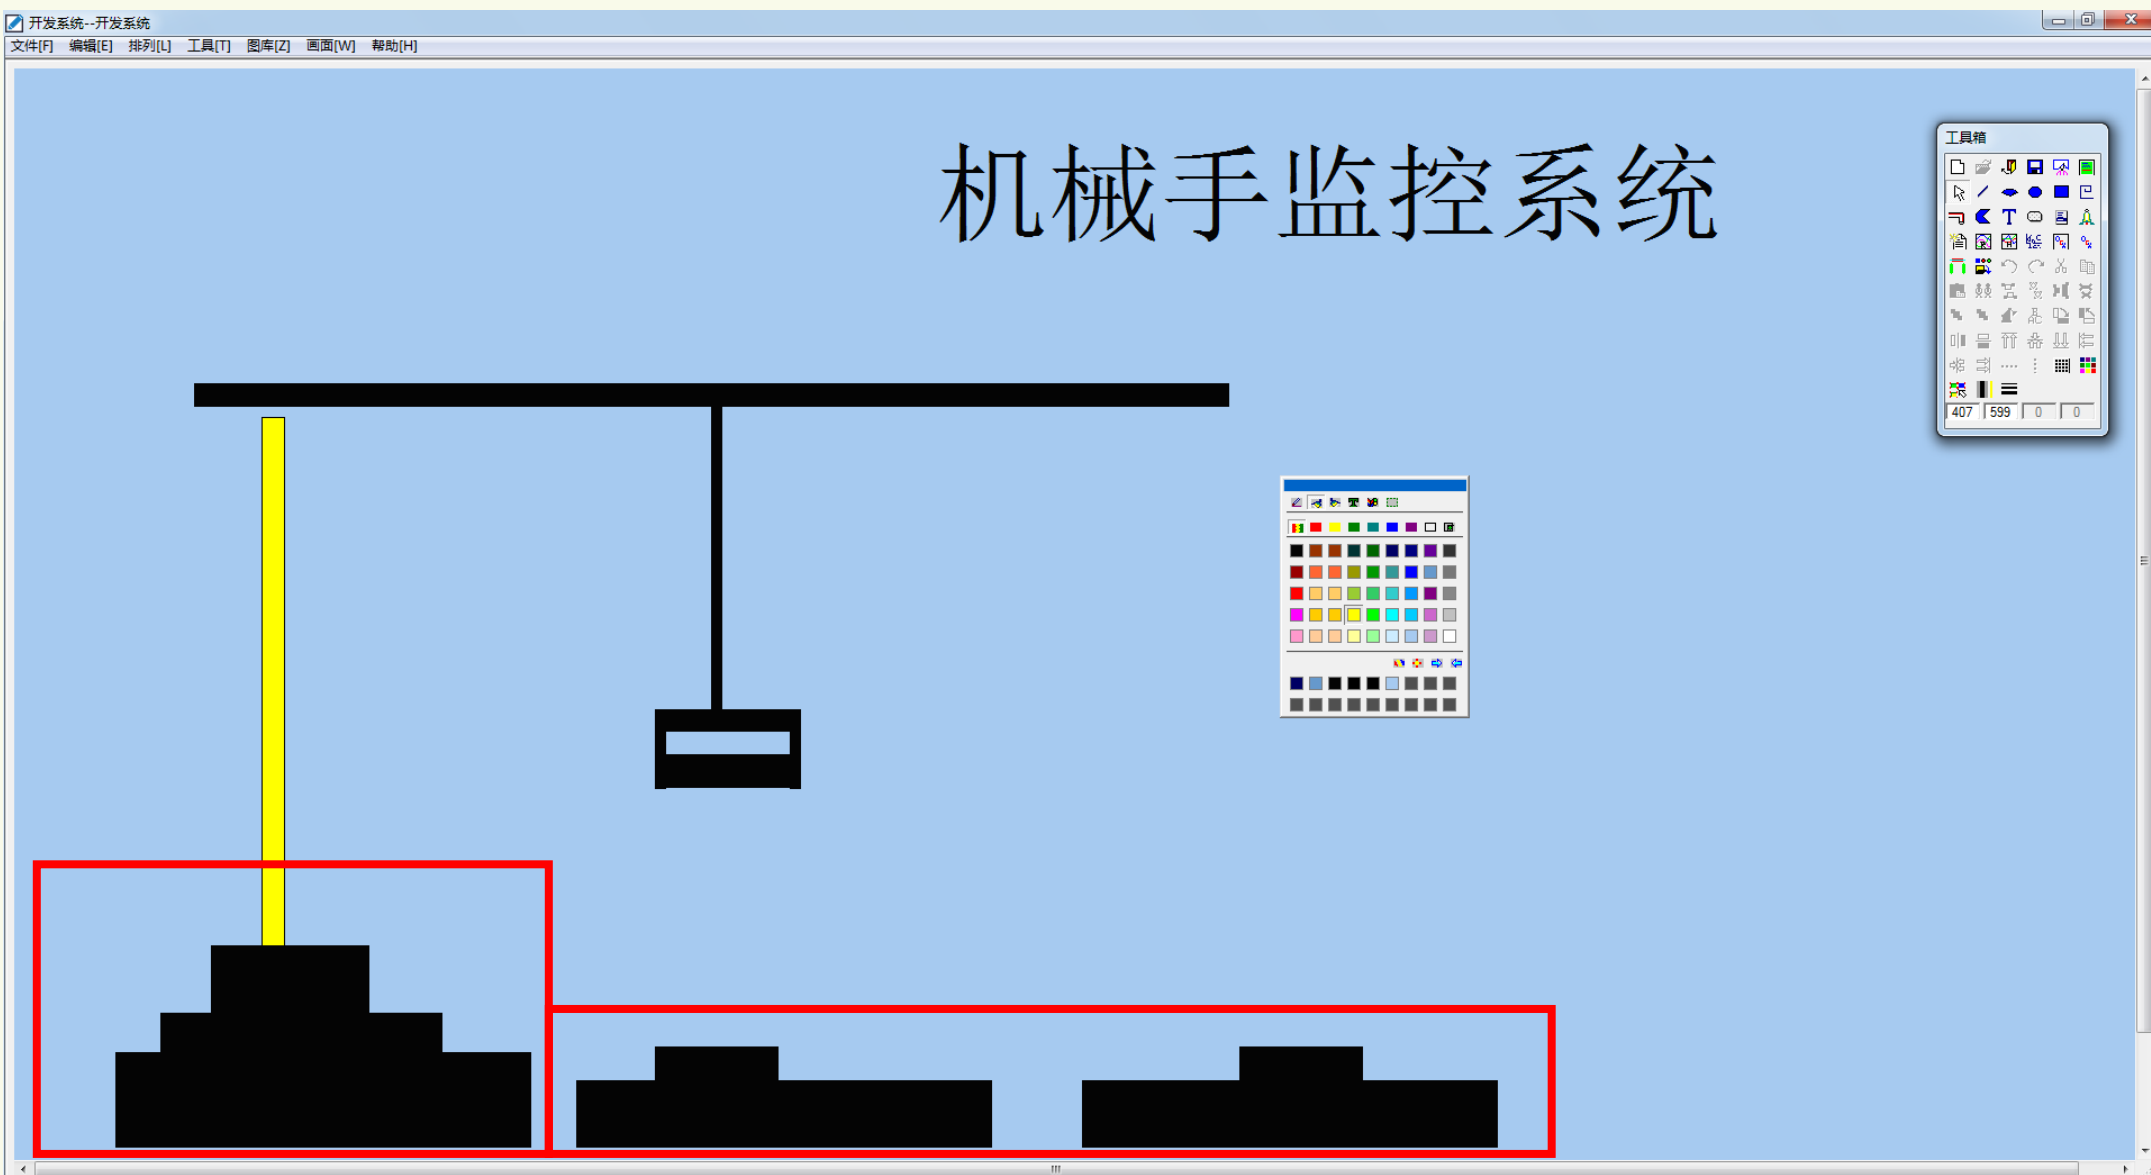 开发系统--开发系统
文件[F] 编辑[E] 排列[L] 工具[T] 图库[Z] 画面[W] 帮助[H]
机械手监控系统
工具箱
407 599 0 0